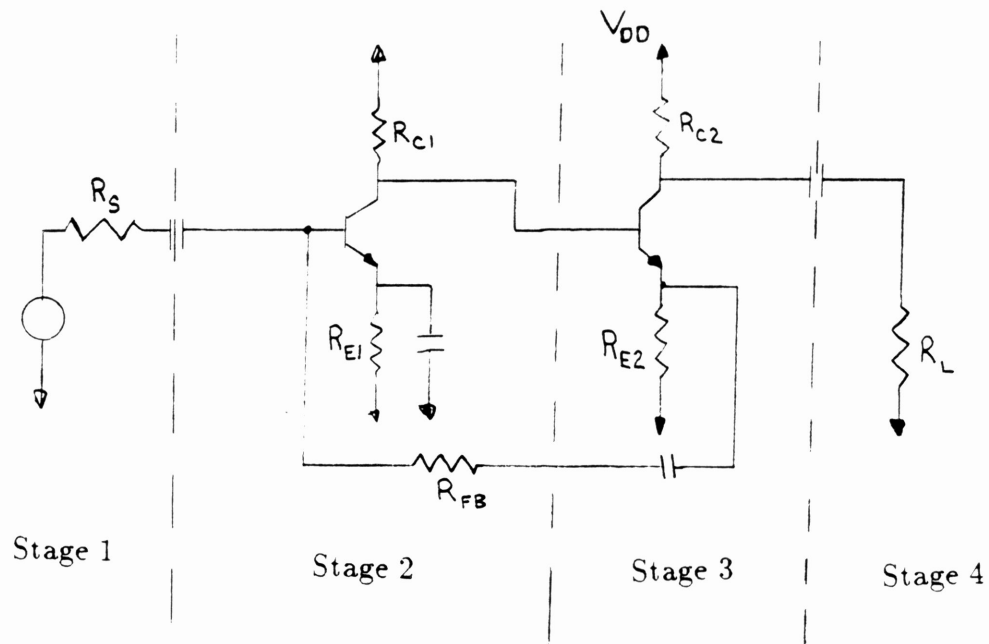 V_DD
R_C1
R_C2
R_S
R_E1
R_E2
R_L
R_FB
Stage 1
Stage 2
Stage 3
Stage 4